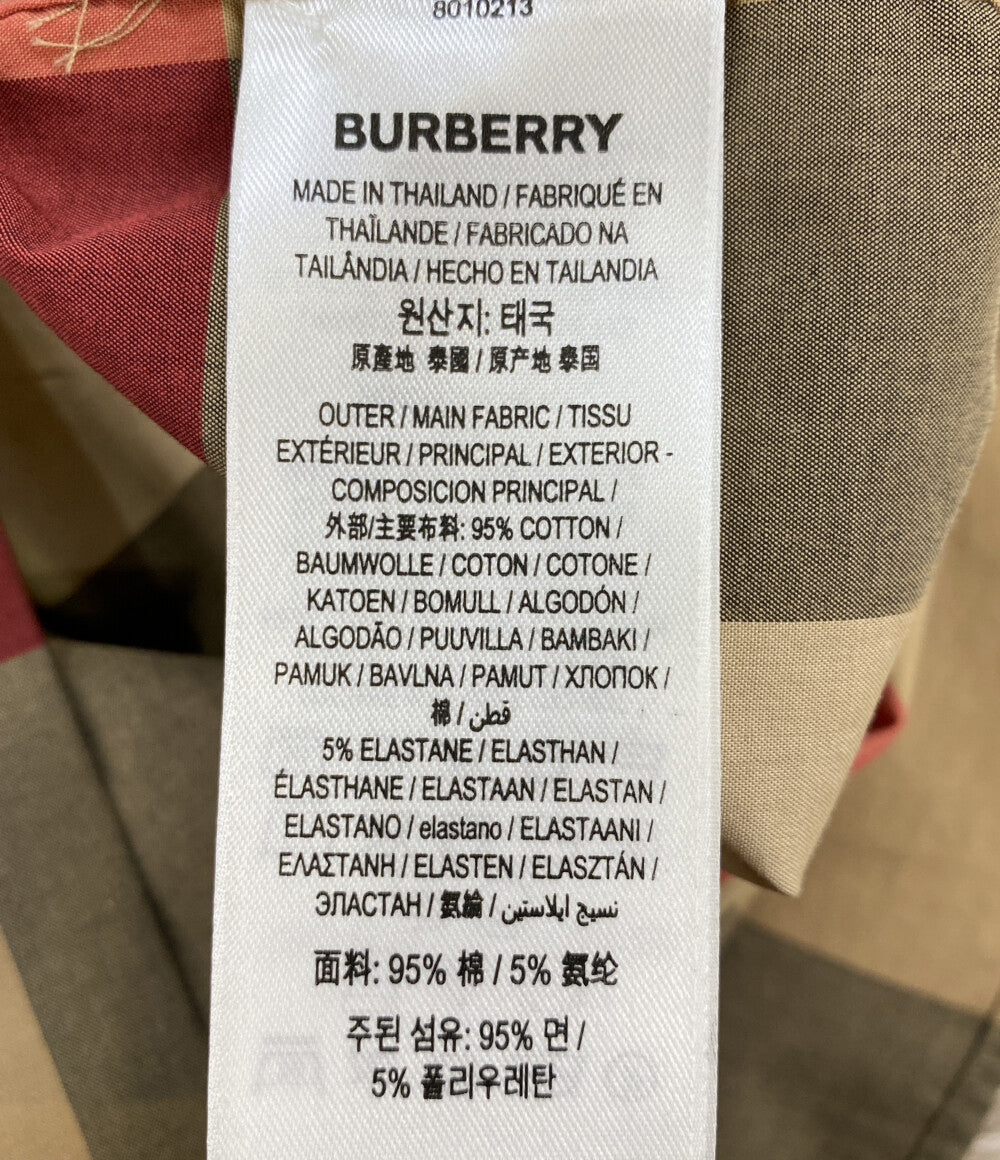 8010213
BURBERRY
MADE IN THAILAND / FABRIQUÉ EN
THAÏLANDE / FABRICADO NA
TAILÂNDIA / HECHO EN TAILANDIA
원산지: 태국
原產地 泰國 / 原产地 泰国
OUTER / MAIN FABRIC / TISSU
EXTÉRIEUR / PRINCIPAL / EXTERIOR -
COMPOSICION PRINCIPAL /
外部/主要布料: 95% COTTON /
BAUMWOLLE / COTON / COTONE /
KATOEN / BOMULL / ALGODÓN /
ALGODÃO / PUUVILLA / BAMBAKI /
PAMUK / BAVLNA / PAMUT / ХЛОПОК /
棉 / قطن
5% ELASTANE / ELASTHAN /
ÉLASTHANE / ELASTAAN / ELASTAN /
ELASTANO / elastano / ELASTAANI /
ΕΛΑΣΤΑΝΗ / ELASTEN / ELASZTÁN /
ЭЛАСТАН / 氨綸 / نسيج ايلاستين
面料: 95% 棉 / 5% 氨纶
주된 섬유: 95% 면 /
5% 폴리우레탄